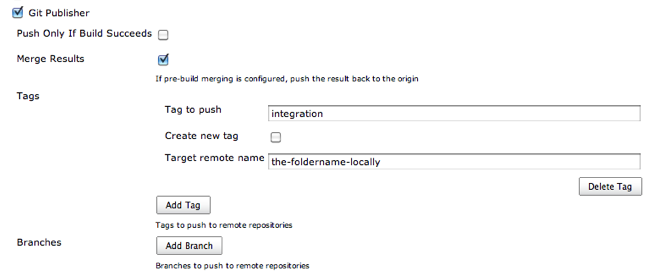 Git Publisher
Push Only If Build Succeeds
Merge Results
If pre-build merging is configured, push the result back to the origin
Tags
Tag to push integration
Create new tag
Target remote name the-foldername-locally
Delete Tag
Add Tag
Tags to push to remote repositories
Branches Add Branch
Branches to push to remote repositories